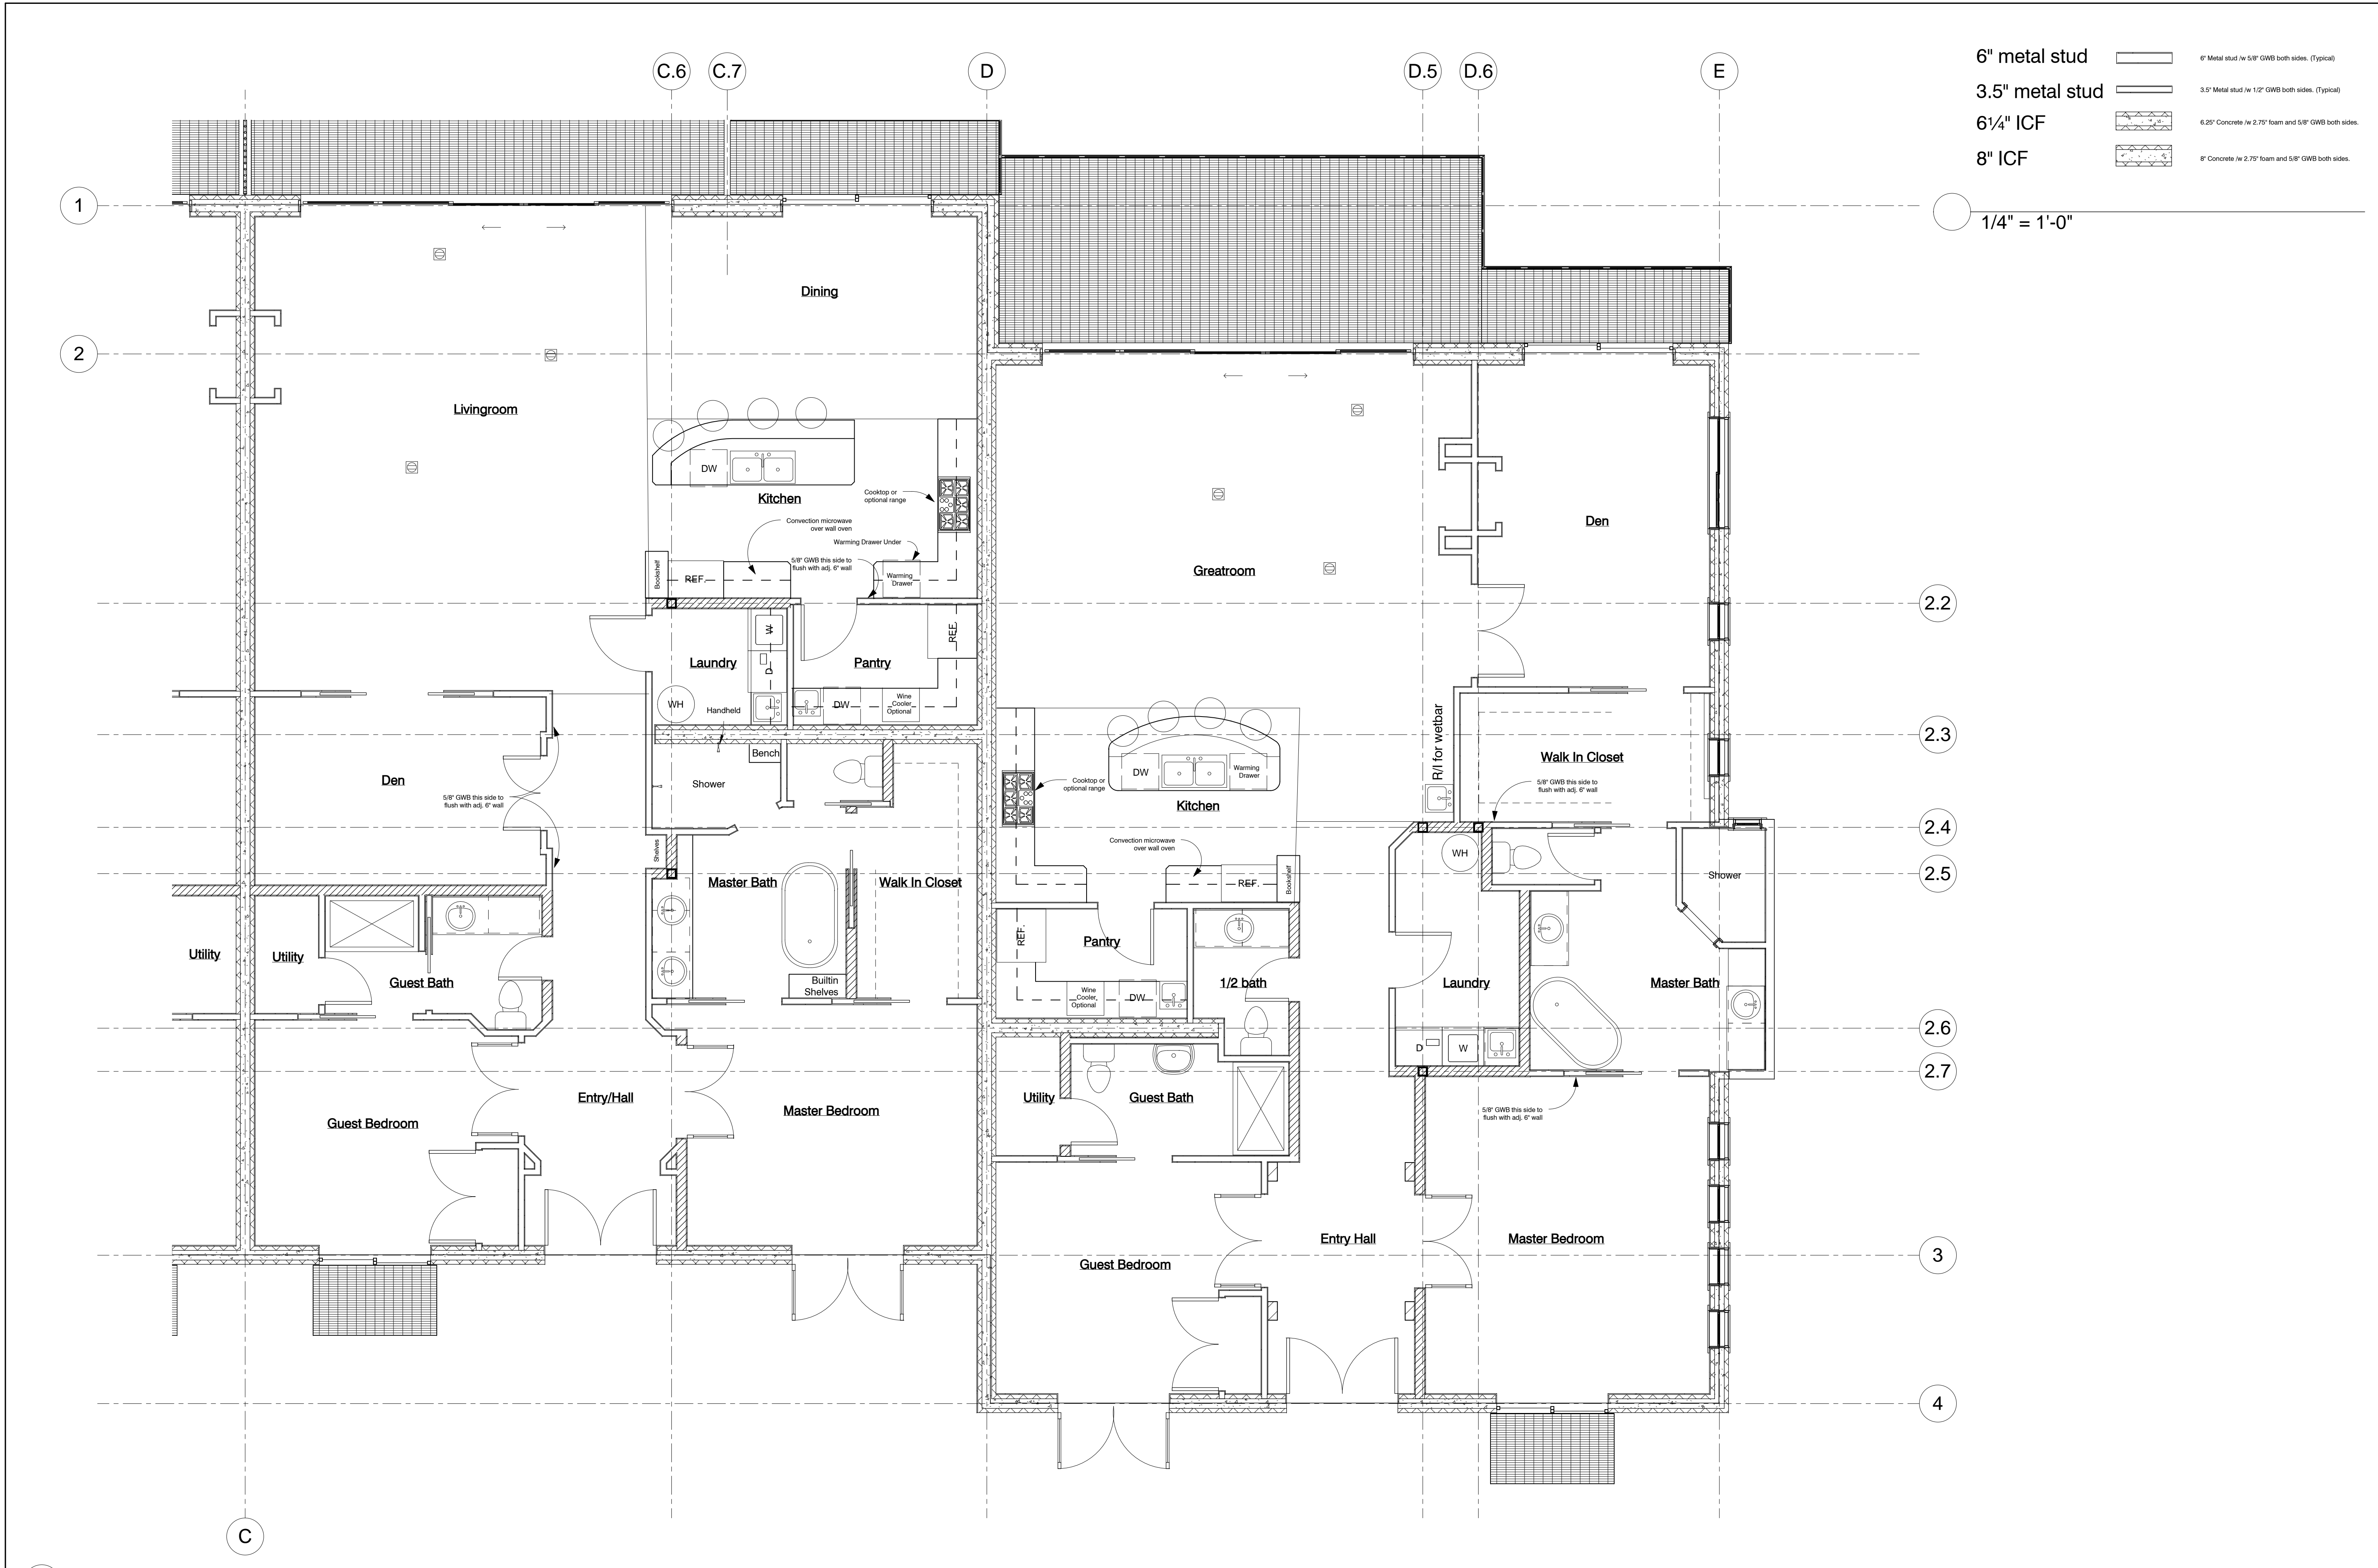 C.6
C.7
D
D.5
D.6
E
6" metal stud
6" Metal stud /w 5/8" GWB both sides. (Typical)
3.5" metal stud
3.5" Metal stud /w 1/2" GWB both sides. (Typical)
6¼" ICF
6.25" Concrete /w 2.75" foam and 5/8" GWB both sides.
8" ICF
8" Concrete /w 2.75" foam and 5/8" GWB both sides.
1/4" = 1'-0"
1
2
Dining
Livingroom
DW
Kitchen
Cooktop or
optional range
Convection microwave
over wall oven
Warming Drawer Under
5/8" GWB this side to
flush with adj. 6" wall
Bookshelf
REF.
Warming
Drawer
Laundry
W
D
WH
Handheld
Pantry
REF.
DW
Wine
Cooler,
Optional
Bench
Shower
Den
5/8" GWB this side to
flush with adj. 6" wall
Shelves
Master Bath
Walk In Closet
Builtin
Shelves
Utility
Utility
Guest Bath
Entry/Hall
Guest Bedroom
Master Bedroom
Greatroom
Den
2.2
R/I for wetbar
Walk In Closet
5/8" GWB this side to
flush with adj. 6" wall
2.3
DW
Warming
Drawer
Cooktop or
optional range
Kitchen
Convection microwave
over wall oven
REF.
Bookshelf
WH
Shower
2.4
2.5
REF.
Pantry
Wine
Cooler,
Optional
DW
1/2 bath
Laundry
Master Bath
D
W
2.6
2.7
Utility
Guest Bath
5/8" GWB this side to
flush with adj. 6" wall
Guest Bedroom
Entry Hall
Master Bedroom
3
4
C